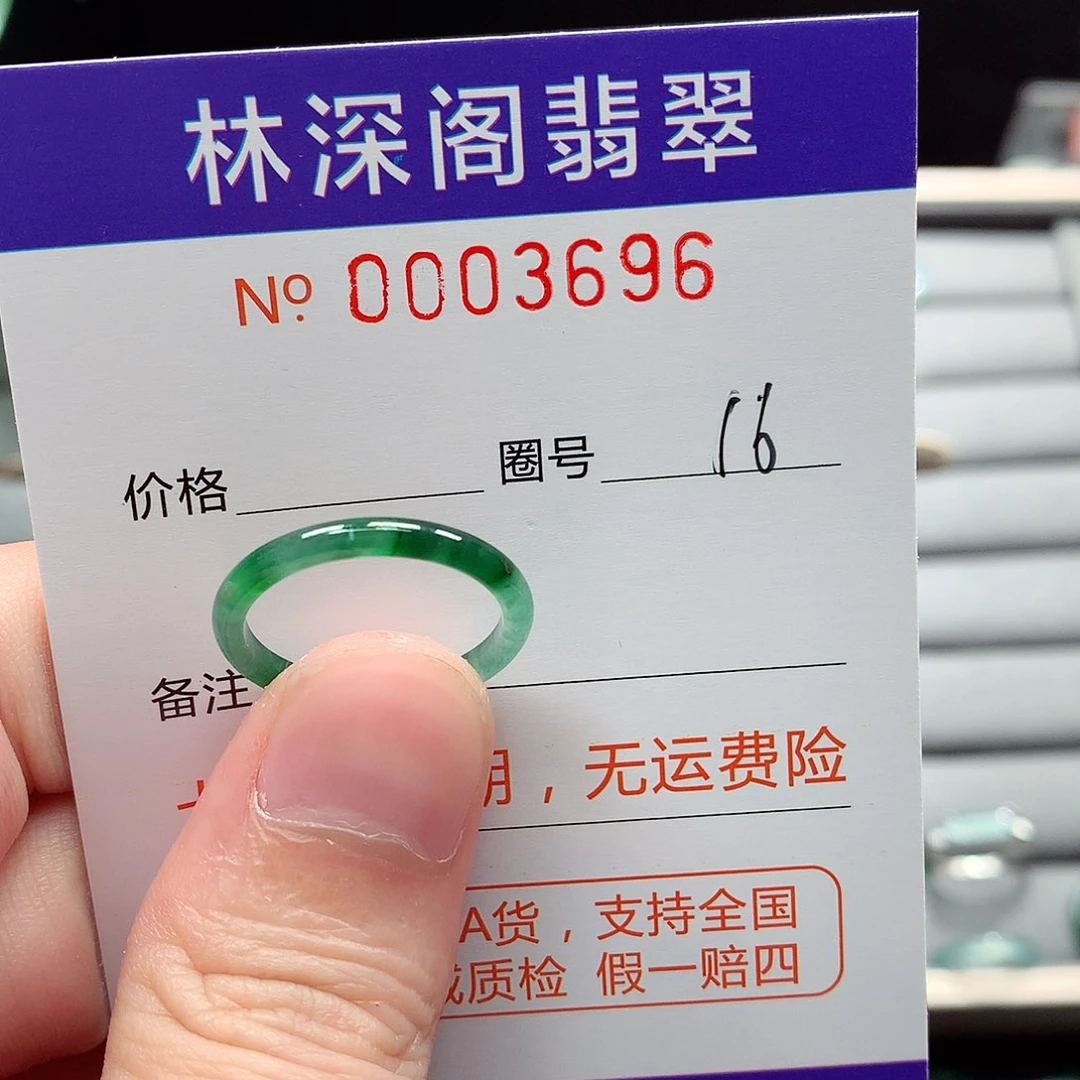 林深阁翡翠
№ 0003696
价格 圈号 16
备注
，无运费险
A货，支持全国
质检 假一赔四